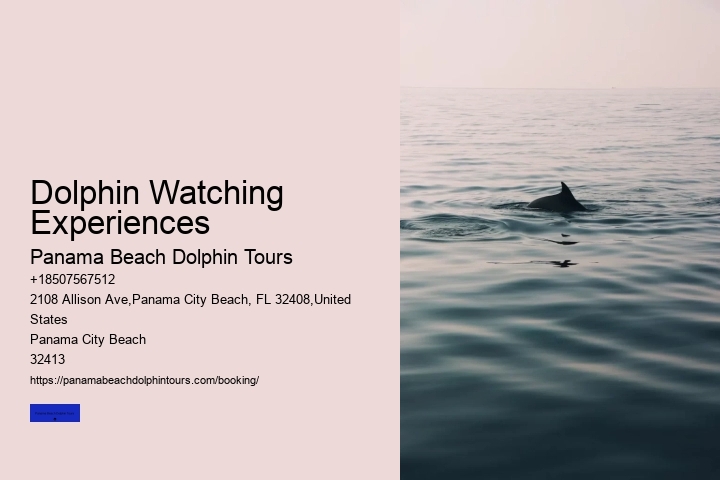 Dolphin Watching
Experiences
Panama Beach Dolphin Tours
+18507567512
2108 Allison Ave,Panama City Beach, FL 32408,United
States
Panama City Beach
32413
https://panamabeachdolphintours.com/booking/